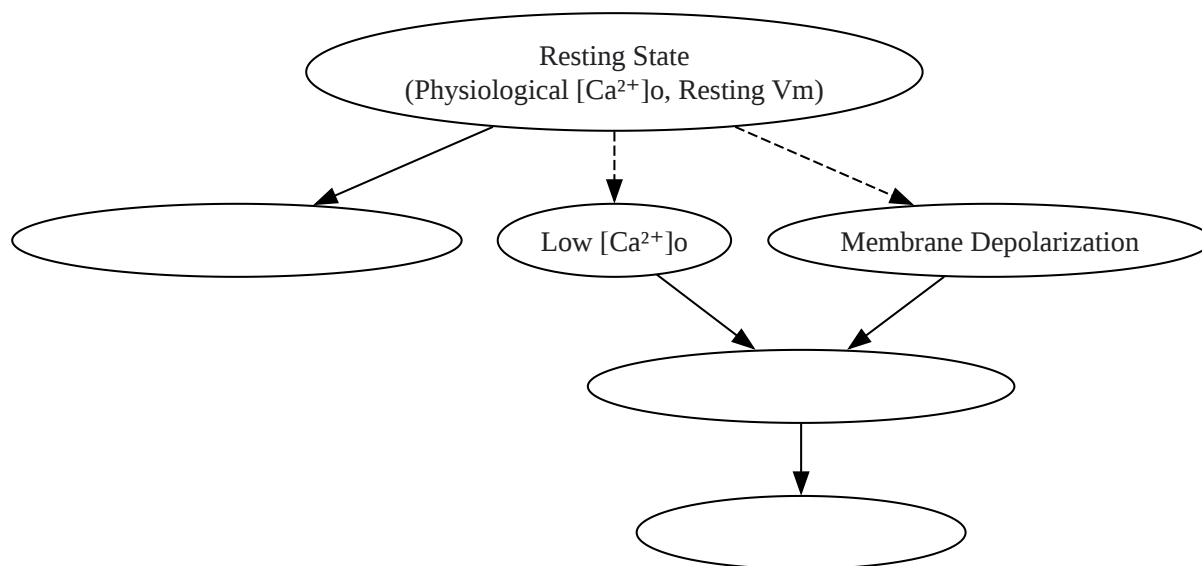 Resting State
(Physiological [Ca²⁺]o, Resting Vm)
Low [Ca²⁺]o
Membrane Depolarization